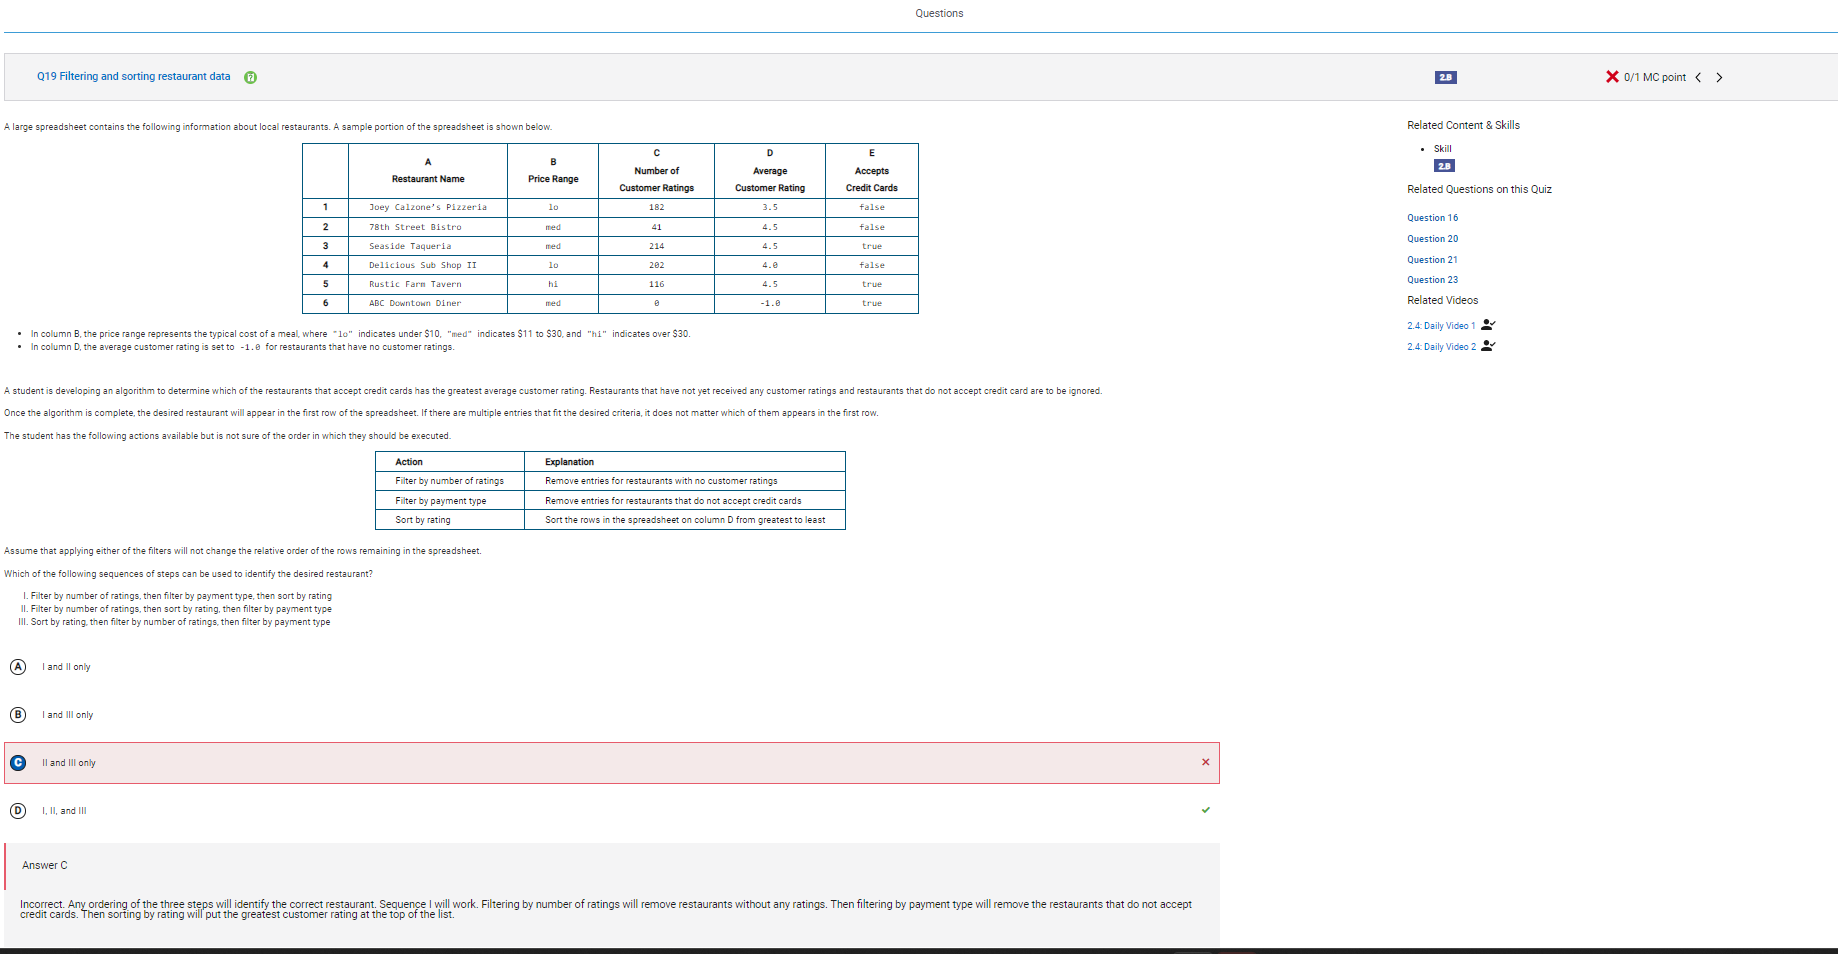 Questions
Q19 Filtering and sorting restaurant data
2.B
0/1 MC point
A large spreadsheet contains the following information about local restaurants. A sample portion of the spreadsheet is shown below.
A Restaurant Name | B Price Range | C Number of Customer Ratings | D Average Customer Rating | E Accepts Credit Cards
1 Joey Calzone's Pizzeria lo 182 3.5 false
2 78th Street Bistro med 41 4.5 false
3 Seaside Taqueria med 214 4.5 true
4 Delicious Sub Shop II lo 202 4.0 false
5 Rustic Farm Tavern hi 116 4.5 true
6 ABC Downtown Diner med 0 -1.0 true
• In column B, the price range represents the typical cost of a meal, where "lo" indicates under $10, "med" indicates $11 to $30, and "hi" indicates over $30.
• In column D, the average customer rating is set to -1.0 for restaurants that have no customer ratings.
A student is developing an algorithm to determine which of the restaurants that accept credit cards has the greatest average customer rating. Restaurants that have not yet received any customer ratings and restaurants that do not accept credit card are to be ignored.
Once the algorithm is complete, the desired restaurant will appear in the first row of the spreadsheet. If there are multiple entries that fit the desired criteria, it does not matter which of them appears in the first row.
The student has the following actions available but is not sure of the order in which they should be executed.
Action Explanation
Filter by number of ratings Remove entries for restaurants with no customer ratings
Filter by payment type Remove entries for restaurants that do not accept credit cards
Sort by rating Sort the rows in the spreadsheet on column D from greatest to least
Assume that applying either of the filters will not change the relative order of the rows remaining in the spreadsheet.
Which of the following sequences of steps can be used to identify the desired restaurant?
I. Filter by number of ratings, then filter by payment type, then sort by rating
II. Filter by number of ratings, then sort by rating, then filter by payment type
III. Sort by rating, then filter by number of ratings, then filter by payment type
A I and II only
B I and III only
C II and III only
D I, II, and III
Answer C
Incorrect. Any ordering of the three steps will identify the correct restaurant. Sequence I will work. Filtering by number of ratings will remove restaurants without any ratings. Then filtering by payment type will remove the restaurants that do not accept
credit cards. Then sorting by rating will put the greatest customer rating at the top of the list.
Related Content & Skills
• Skill
2.B
Related Questions on this Quiz
Question 16
Question 20
Question 21
Question 23
Related Videos
2.4: Daily Video 1
2.4: Daily Video 2